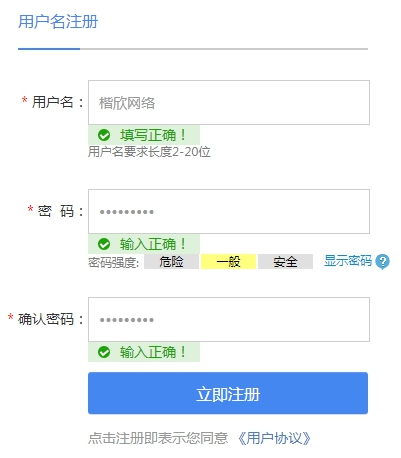 用户名注册
* 用户名：楷欣网络
填写正确！
用户名要求长度2-20位
* 密 码：•••••••••
输入正确！
密码强度: 危险 一般 安全 显示密码 ?
* 确认密码：•••••••••
输入正确！
立即注册
点击注册即表示您同意《用户协议》